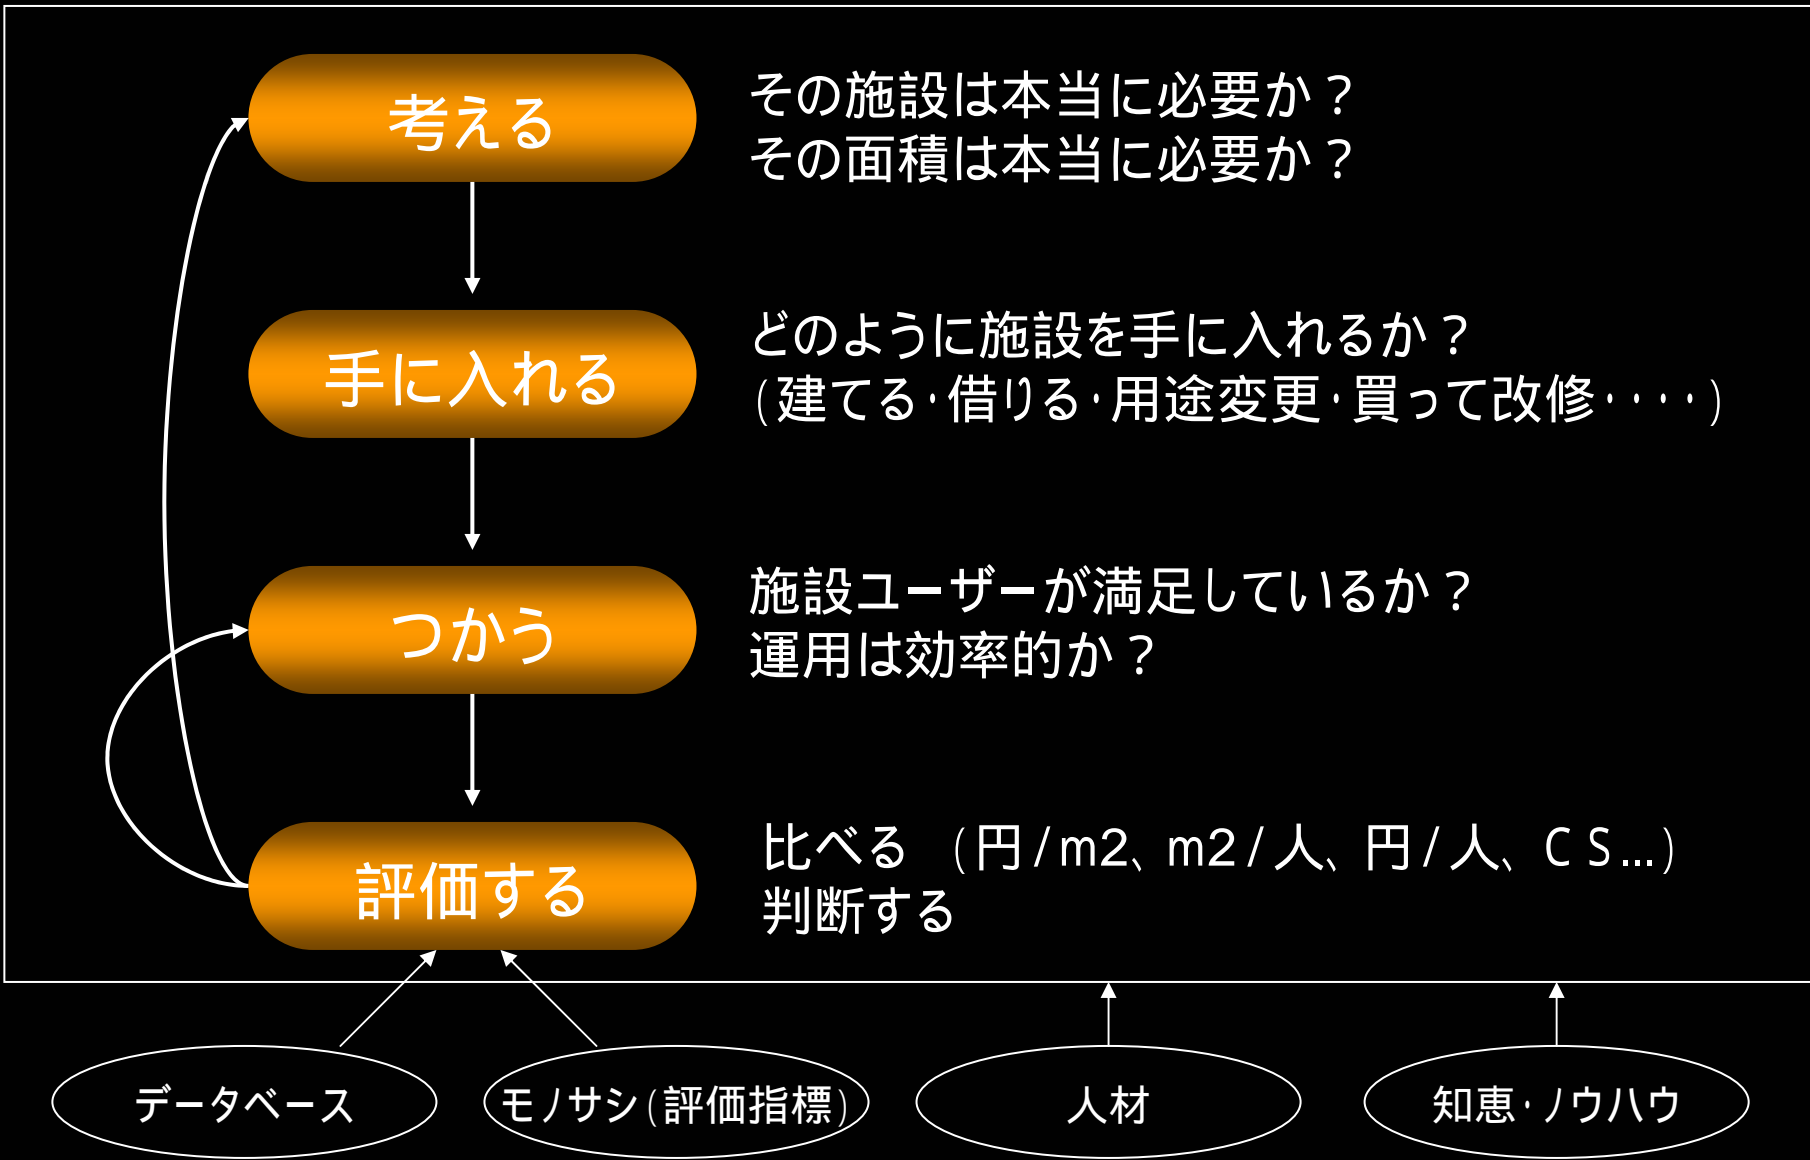 考える
その施設は本当に必要か？
その面積は本当に必要か？
手に入れる
どのように施設を手に入れるか？
（建てる・借りる・用途変更・買って改修・・・・）
つかう
施設ユーザーが満足しているか？
運用は効率的か？
評価する
比べる （円/m2、m2/人、円/人、ＣＳ…）
判断する
データベース
モノサシ（評価指標）
人材
知恵・ノウハウ